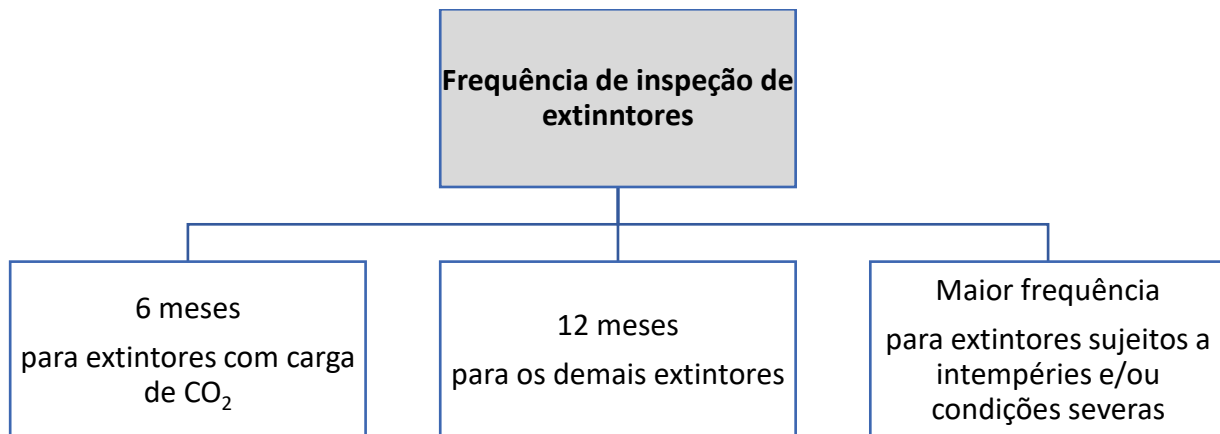 Frequência de inspeção de
extinntores
6 meses
para extintores com carga
de CO₂
12 meses
para os demais extintores
Maior frequência
para extintores sujeitos a
intempéries e/ou
condições severas